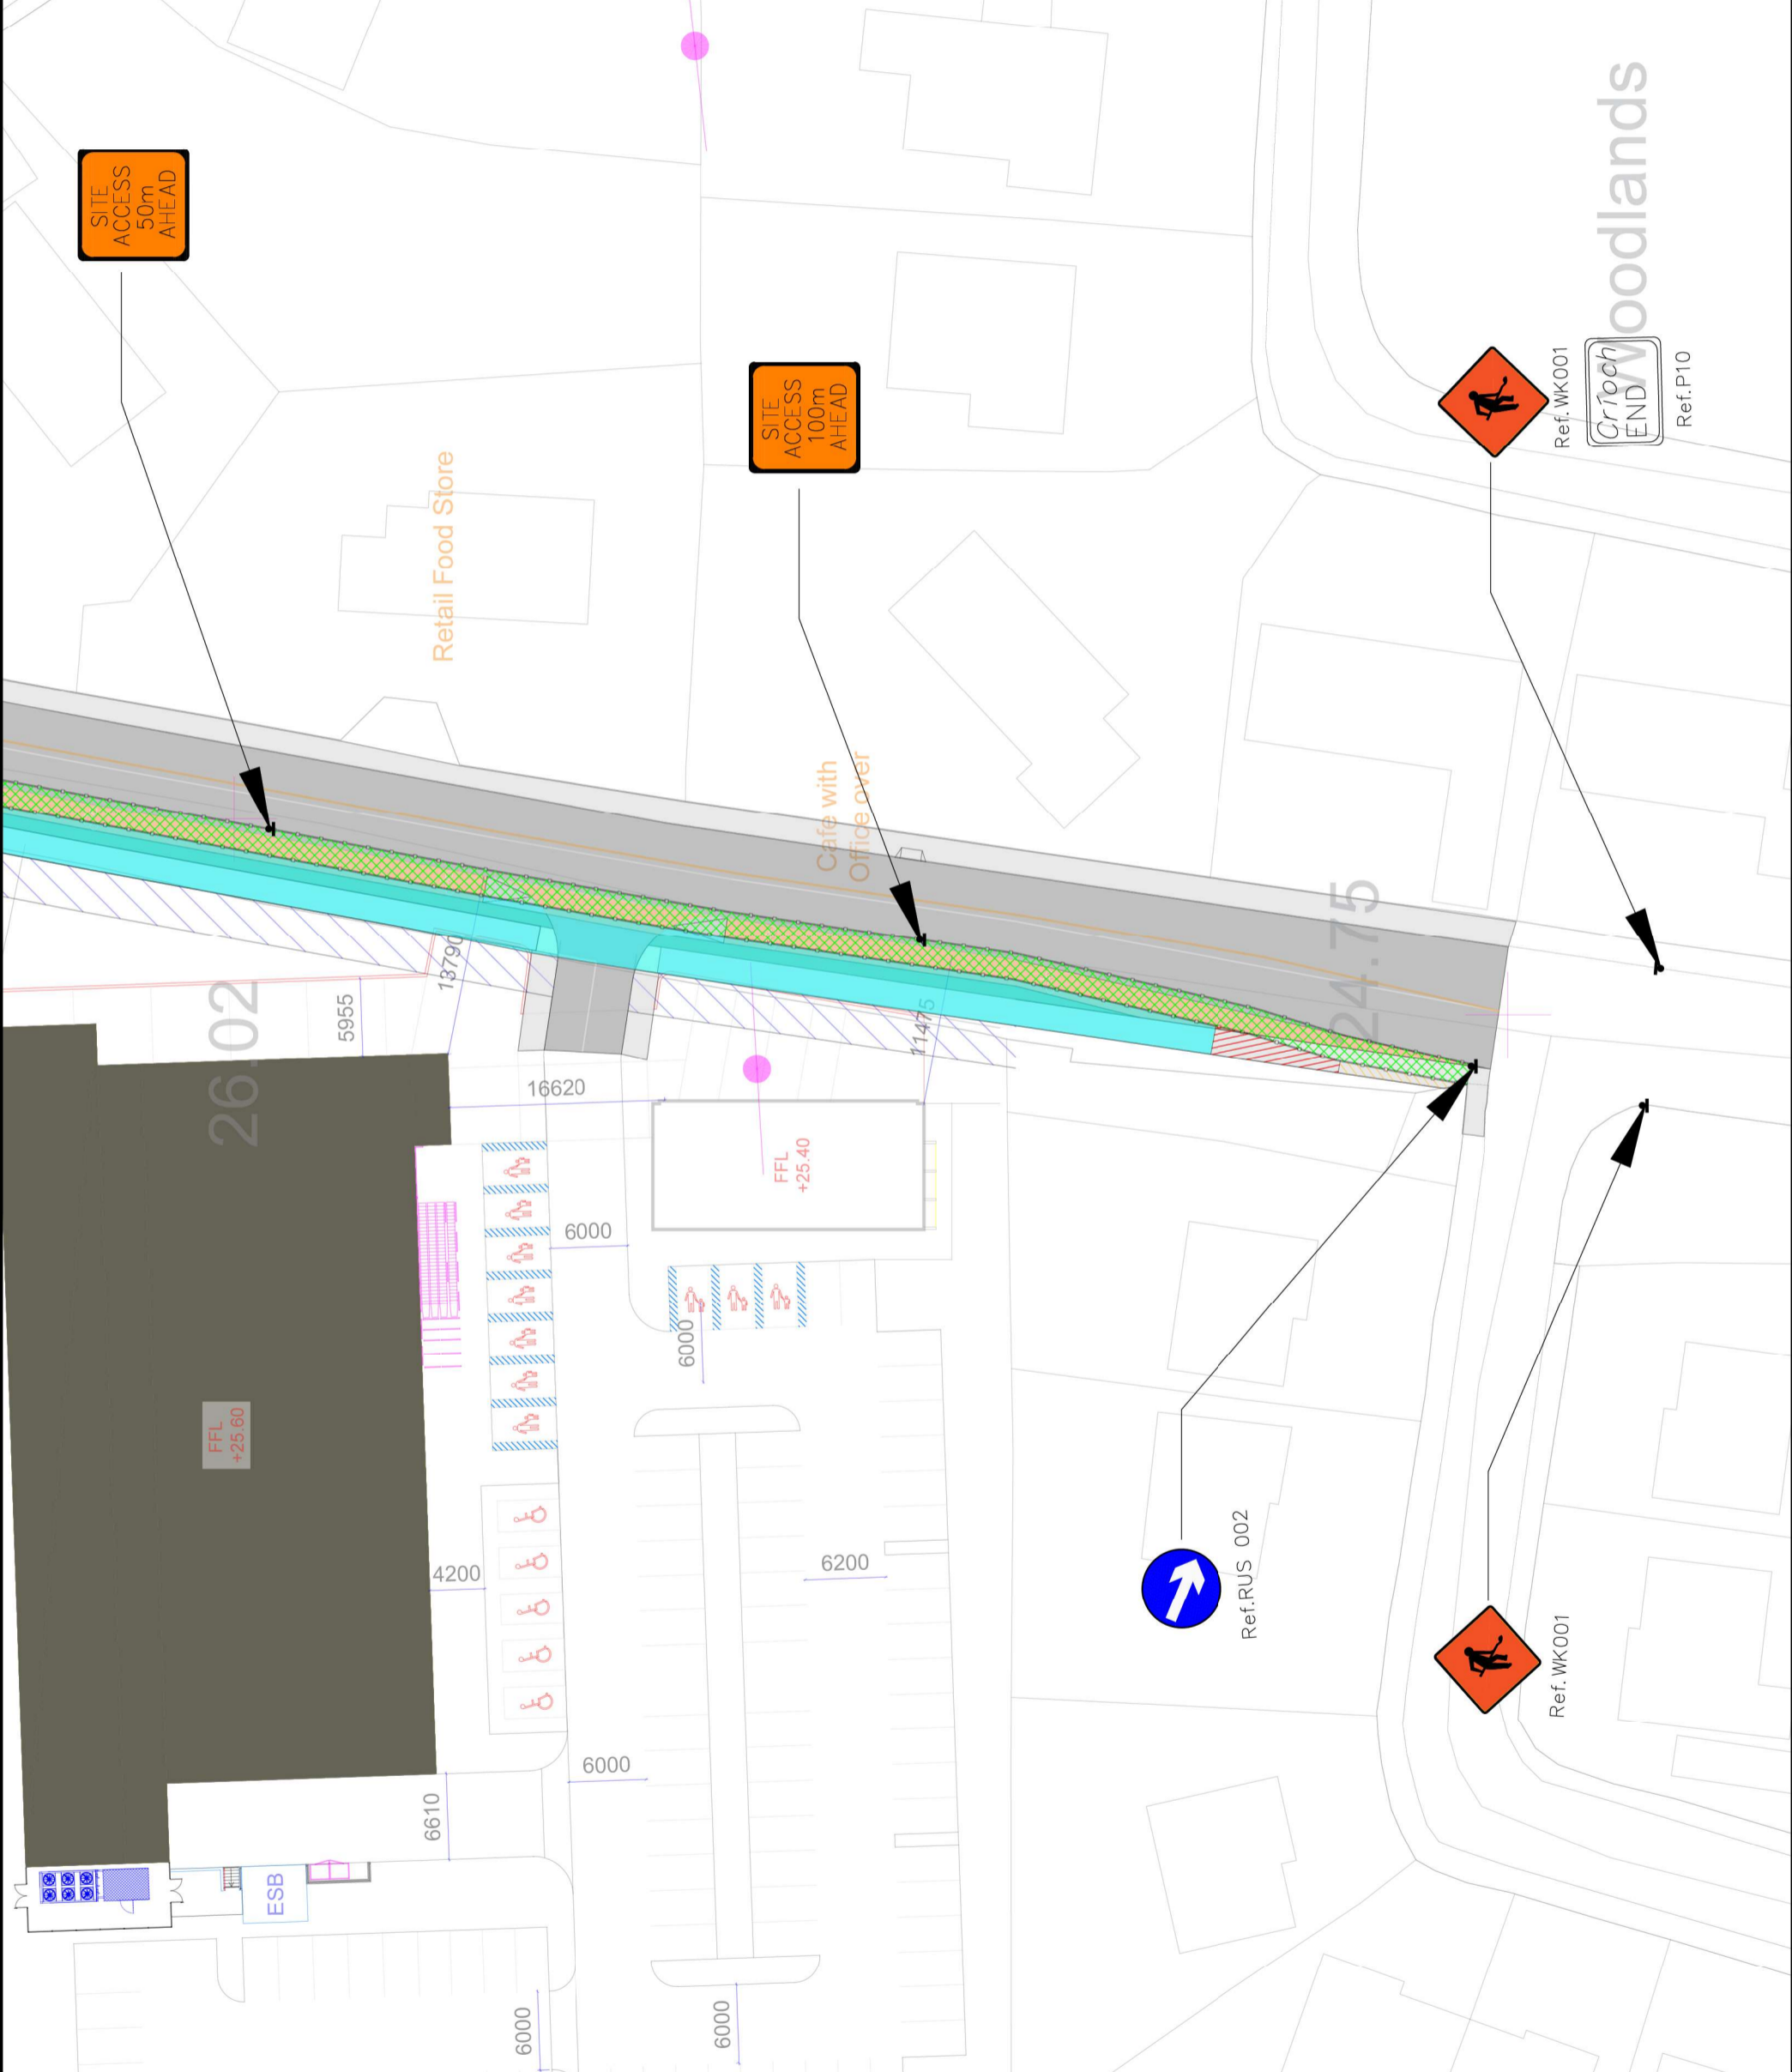 SITE
ACCESS
50m
AHEAD
SITE
ACCESS
100m
AHEAD
Woodlands
Ref.WK001
Críoch
END
Ref.P10
Retail Food Store
Cafe with
Office over
24.75
26.02
13790
5955
11475
16620
FFL
+25.40
6000
6000
FFL
+25.60
4200
6200
Ref.RUS 002
Ref.WK001
6000
6610
ESB
6000
6000